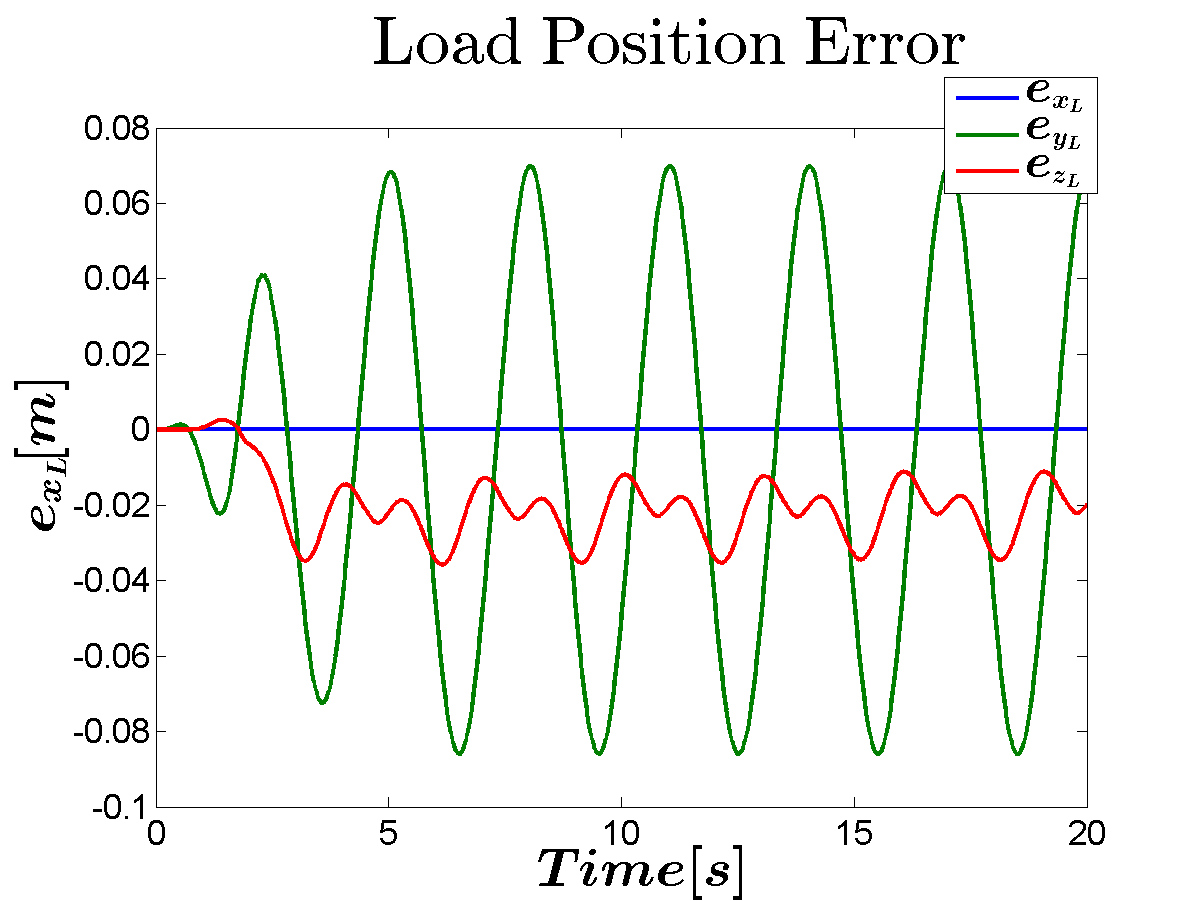 Load Position Error
e_{x_L}
e_{y_L}
e_{z_L}
0.08
0.06
0.04
0.02
0
-0.02
-0.04
-0.06
-0.08
-0.1
e_{x_L}[m]
0 5 10 15 20
Time[s]